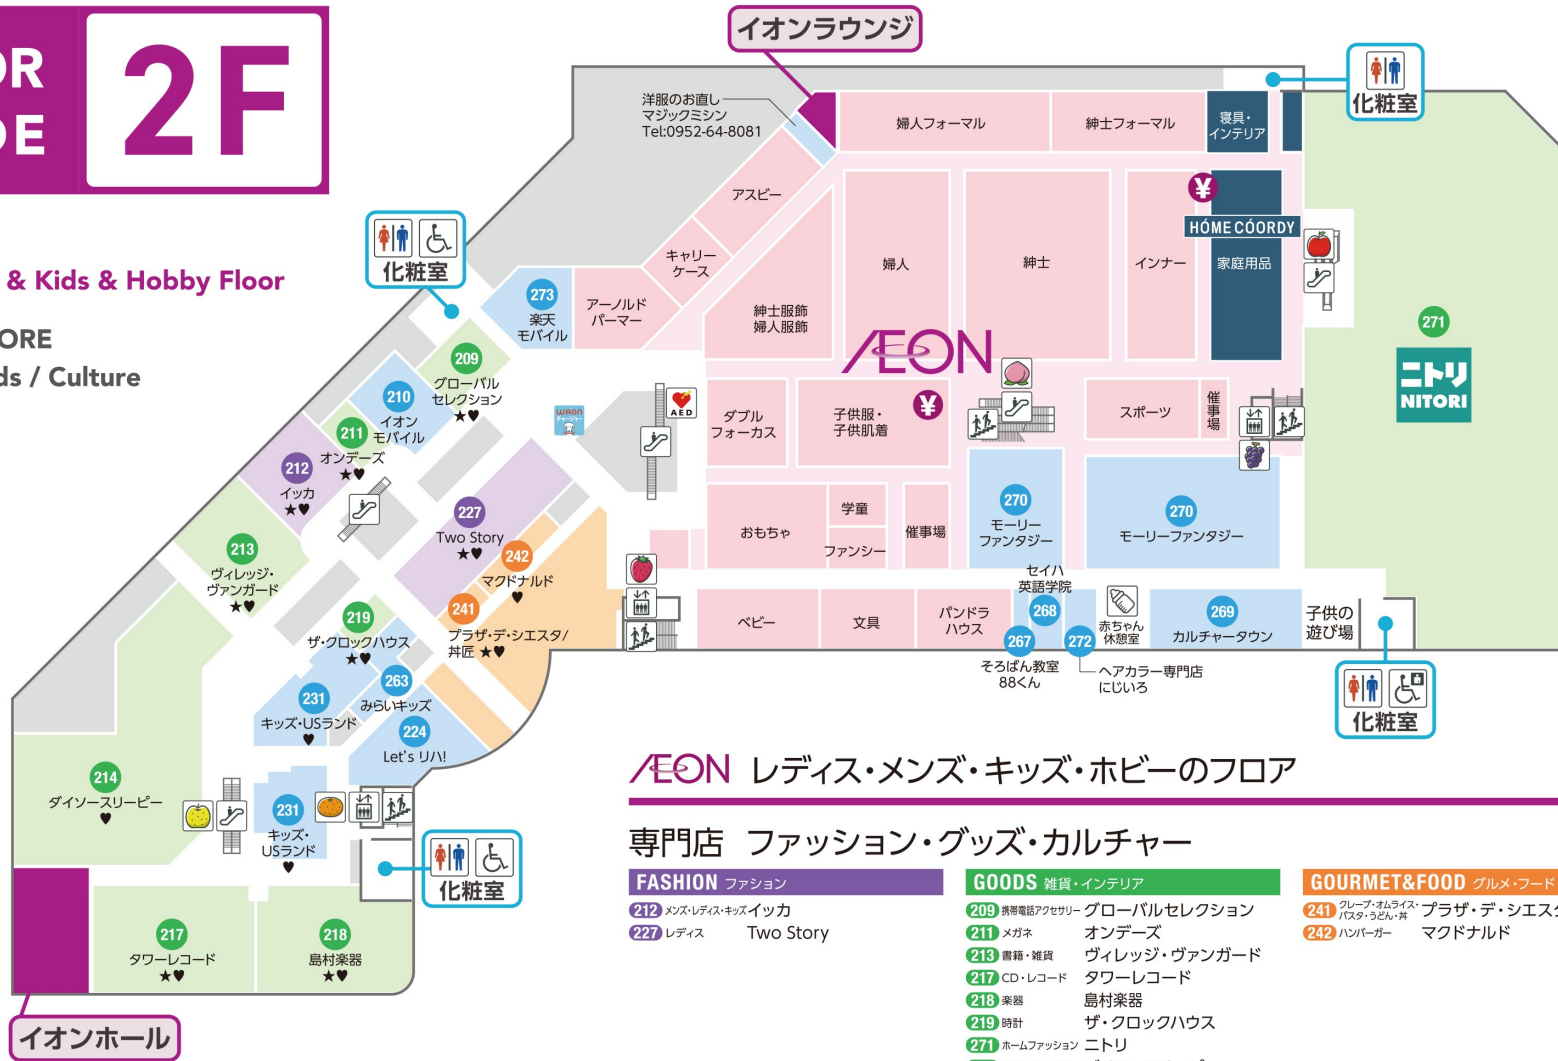 2F
& Kids & Hobby Floor
イオンラウンジ
化粧室
洋服のお直し
マジックミシン
Tel:0952-64-8081
婦人フォーマル
紳士フォーマル
寝具・
インテリア
アスビー
キャリー
ケース
アーノルド
パーマー
273
楽天
モバイル
化粧室
婦人
紳士
インナー
¥
HÓME CÓORDY
家庭用品
紳士服飾
婦人服飾
ÆON
271
ニトリ
NITORI
209
グローバル
セレクション
★♥
210
イオン
モバイル
211
オンデーズ
★♥
212
イッカ
★♥
213
ヴィレッジ・
ヴァンガード
★♥
WAON
AED
ダブル
フォーカス
子供服・
子供肌着
¥
スポーツ
催
事
場
227
Two Story
★♥
242
マクドナルド
♥
241
プラザ・デ・シエスタ/
丼匠 ★♥
おもちゃ
学童
ファンシー
催事場
270
モーリー
ファンタジー
270
モーリーファンタジー
ベビー
文具
パンドラ
ハウス
セイハ
英語学院
268
267
そろばん教室
88くん
272
ヘアカラー専門店
にじいろ
赤ちゃん
休憩室
269
カルチャータウン
子供の
遊び場
化粧室
219
ザ・クロックハウス
★♥
263
みらいキッズ
231
キッズ・USランド
♥
224
Let's リハ!
214
ダイソースリーピー
♥
231
キッズ・
USランド
♥
化粧室
217
タワーレコード
★♥
218
島村楽器
★♥
イオンホール
ÆON レディス・メンズ・キッズ・ホビーのフロア
専門店 ファッション・グッズ・カルチャー
FASHION ファション
212 メンズ・レディス・キッズ イッカ
227 レディス Two Story
GOODS 雑貨・インテリア
209 携帯電話アクセサリー グローバルセレクション
211 メガネ オンデーズ
213 書籍・雑貨 ヴィレッジ・ヴァンガード
217 CD・レコード タワーレコード
218 楽器 島村楽器
219 時計 ザ・クロックハウス
271 ホームファッション ニトリ
GOURMET&FOOD グルメ・フード
241 クレープ・オムライス・パスタ・うどん・丼 プラザ・デ・シエスタ
242 ハンバーガー マクドナルド